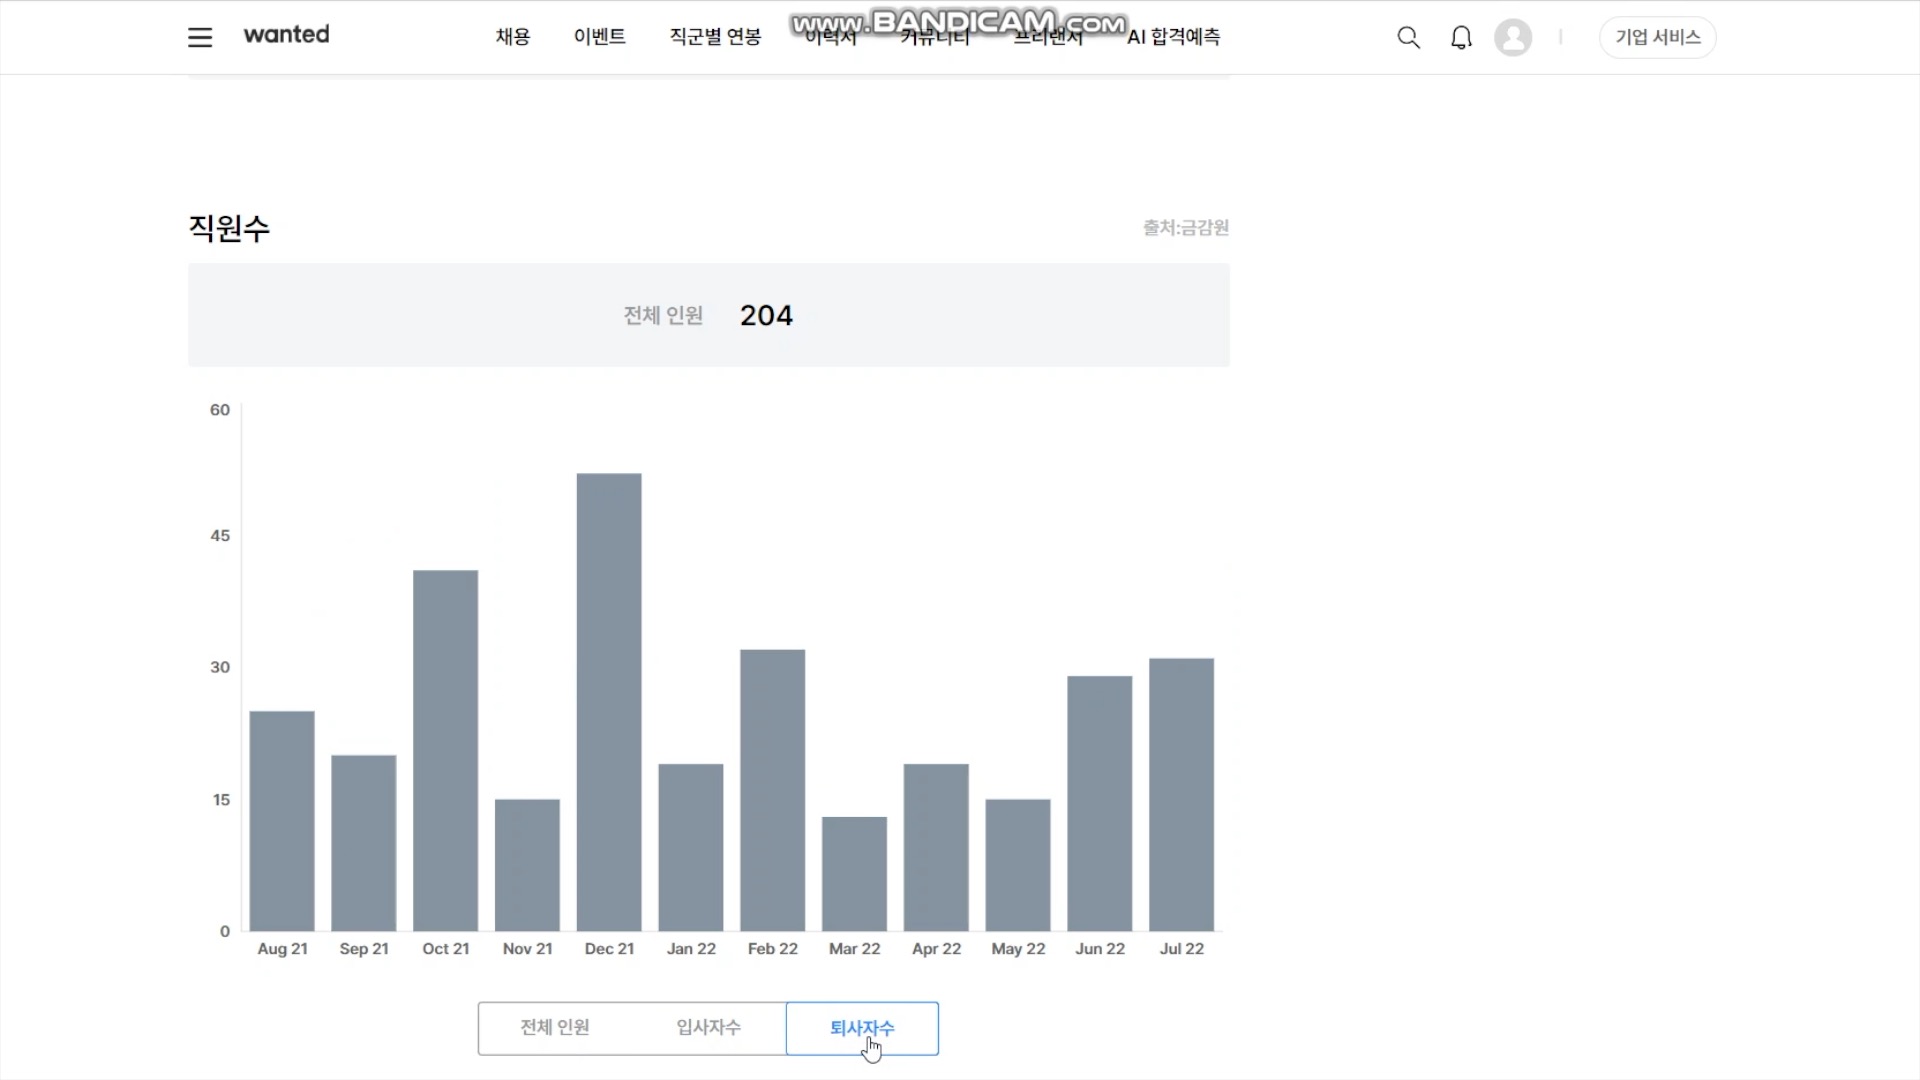 www.BANDICAM.com
wanted 채용 이벤트 직군별 연봉 이력서 커뮤니티 프리랜서 AI 합격예측 기업 서비스
직원수 출처:금감원
전체 인원 204
60
45
30
15
0
Aug 21 Sep 21 Oct 21 Nov 21 Dec 21 Jan 22 Feb 22 Mar 22 Apr 22 May 22 Jun 22 Jul 22
전체 인원 입사자수 퇴사자수